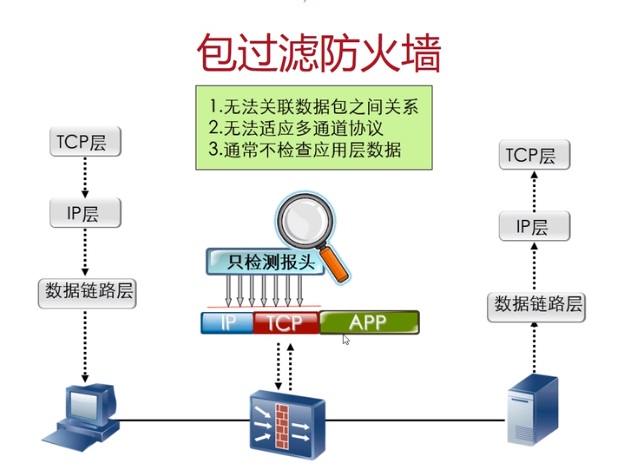 包过滤防火墙
1.无法关联数据包之间关系
2.无法适应多通道协议
3.通常不检查应用层数据
TCP层
IP层
数据链路层
只检测报头
IP TCP APP
TCP层
IP层
数据链路层